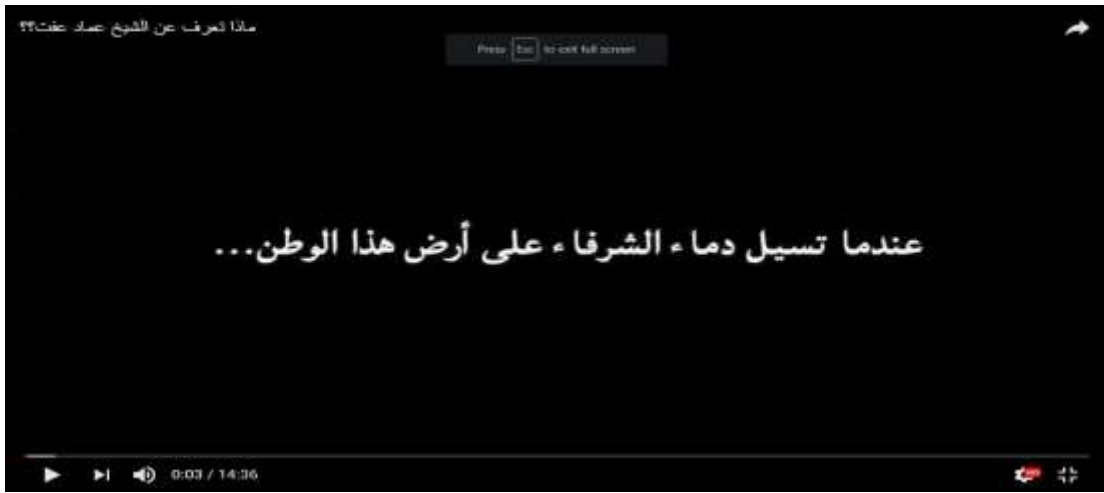 ماذا تعرف عن الشيخ عماد عفت؟؟
Press Esc to exit full screen
عندما تسيل دماء الشرفاء على أرض هذا الوطن...
0:03 / 14:36